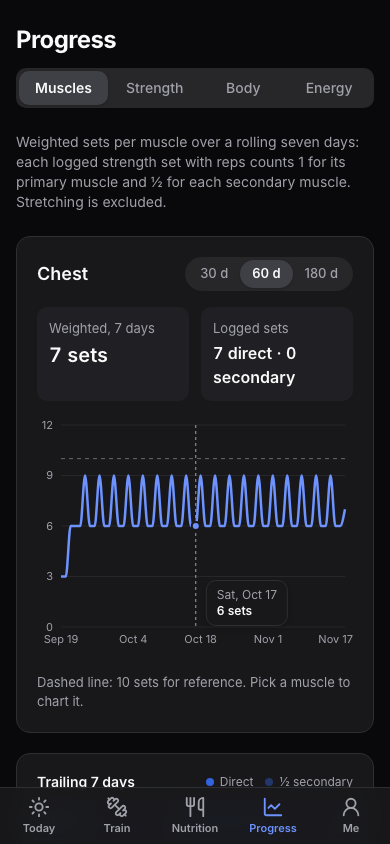 Progress
Muscles
Strength
Body
Energy
Weighted sets per muscle over a rolling seven days:
each logged strength set with reps counts 1 for its
primary muscle and ½ for each secondary muscle.
Stretching is excluded.
Chest
30 d
60 d
180 d
Weighted, 7 days
7 sets
Logged sets
7 direct · 0
secondary
12
9
6
3
0
Sat, Oct 17
6 sets
Sep 19
Oct 4
Oct 18
Nov 1
Nov 17
Dashed line: 10 sets for reference. Pick a muscle to
chart it.
Trailing 7 days
Direct
½ secondary
Today
Train
Nutrition
Progress
Me